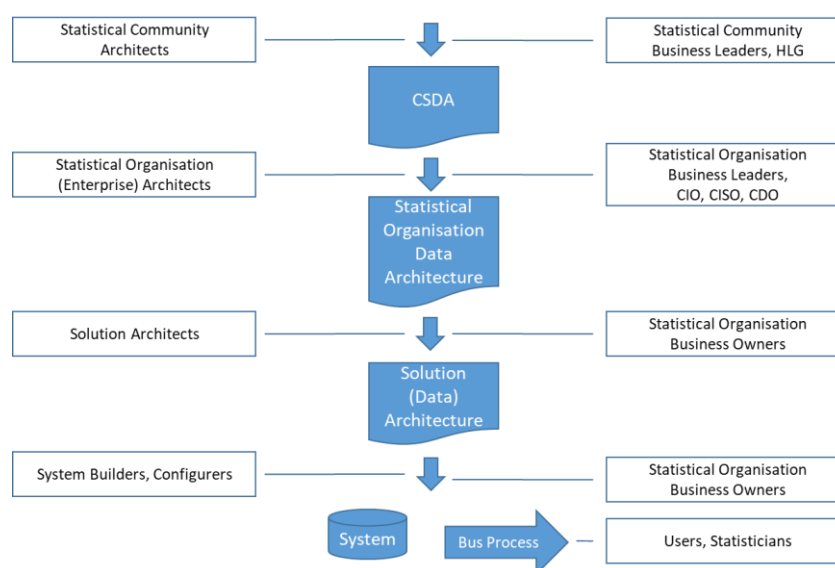 Statistical Community
Architects
Statistical Community
Business Leaders, HLG
CSDA
Statistical Organisation
(Enterprise) Architects
Statistical Organisation
Business Leaders,
CIO, CISO, CDO
Statistical
Organisation
Data
Architecture
Solution Architects
Statistical Organisation
Business Owners
Solution
(Data)
Architecture
System Builders, Configurers
Statistical Organisation
Business Owners
System
Bus Process
Users, Statisticians